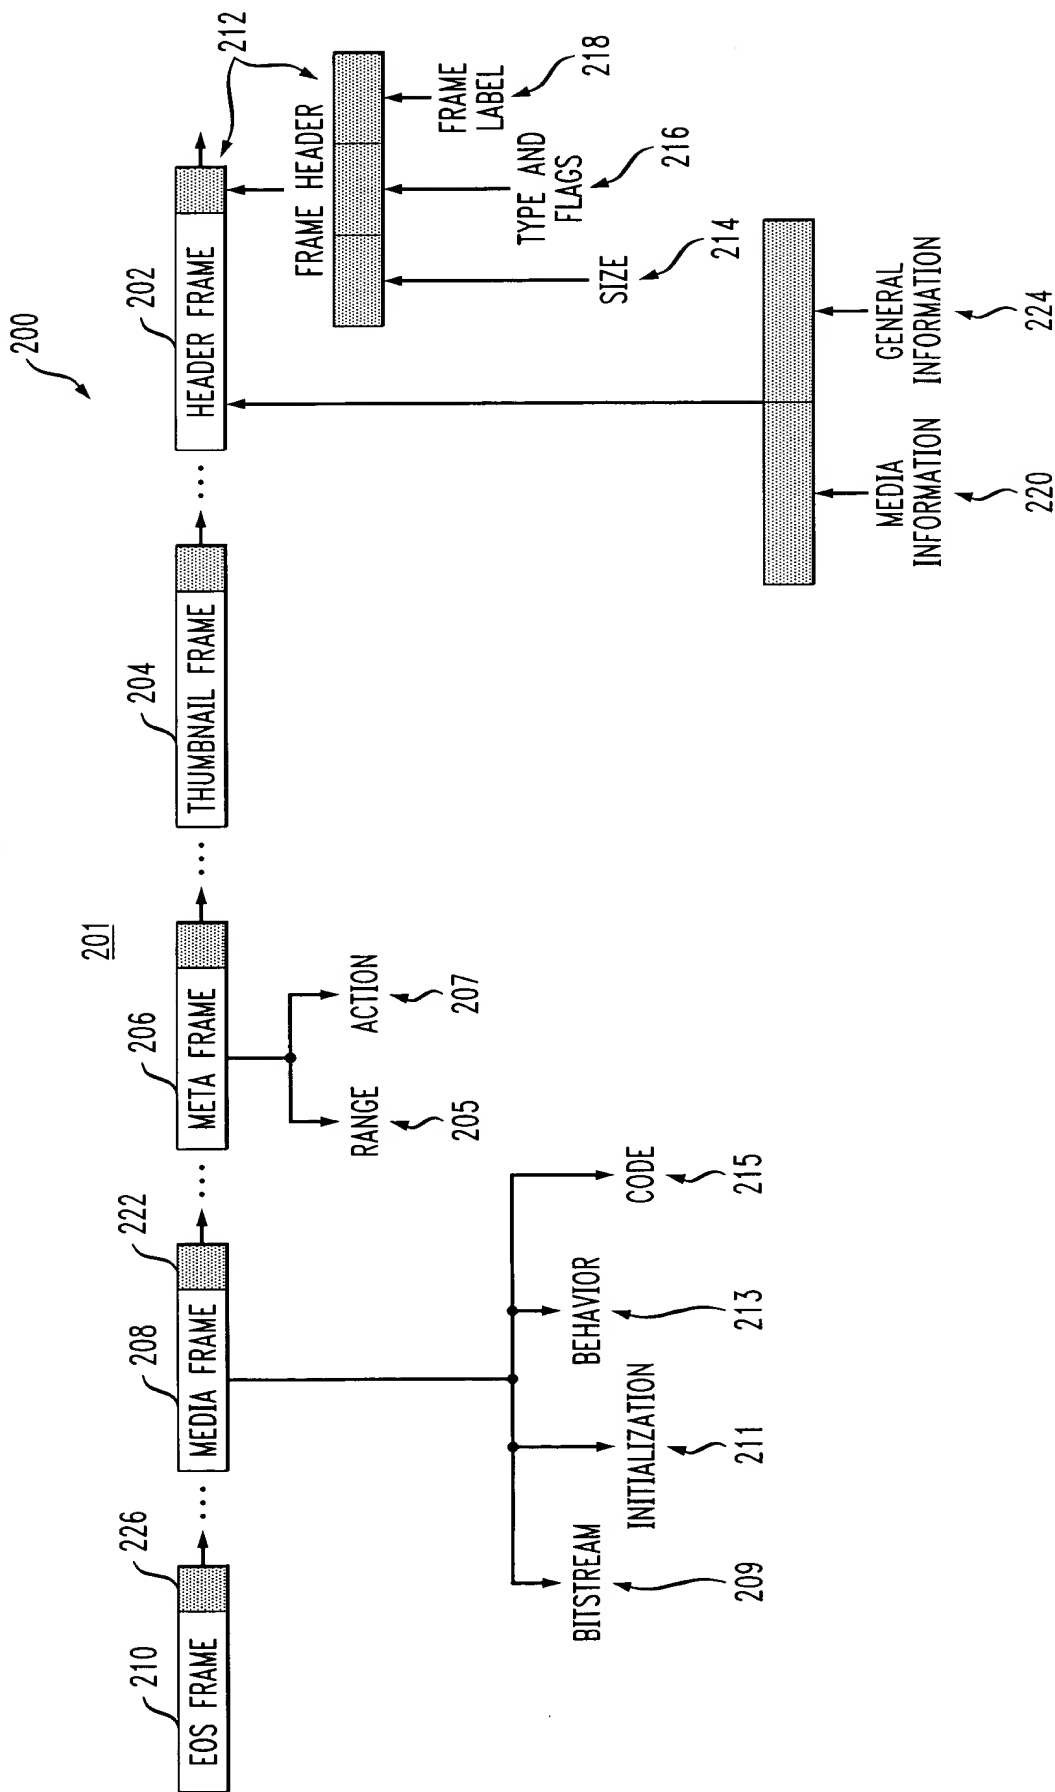 200
201
210
EOS FRAME
226
...
208
MEDIA FRAME
222
...
206
META FRAME
...
204
THUMBNAIL FRAME
...
202
HEADER FRAME
212
FRAME HEADER
SIZE
214
TYPE AND
FLAGS
216
FRAME
LABEL
218
RANGE
205
ACTION
207
BITSTREAM
209
INITIALIZATION
211
BEHAVIOR
213
CODE
215
MEDIA
INFORMATION
220
GENERAL
INFORMATION
224